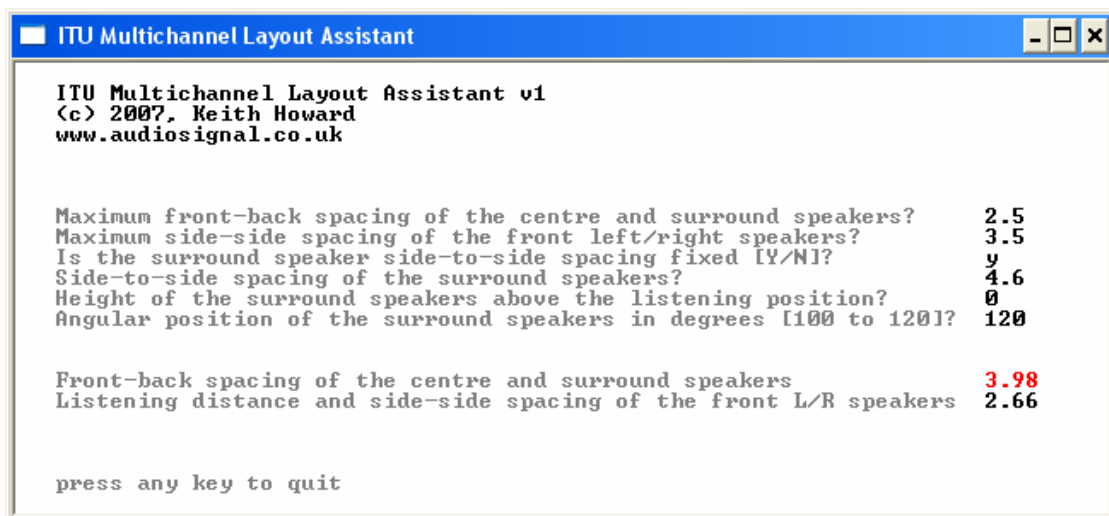 ITU Multichannel Layout Assistant
ITU Multichannel Layout Assistant v1
(c) 2007, Keith Howard
www.audiosignal.co.uk
Maximum front-back spacing of the centre and surround speakers? 2.5
Maximum side-side spacing of the front left/right speakers? 3.5
Is the surround speaker side-to-side spacing fixed [Y/N]? y
Side-to-side spacing of the surround speakers? 4.6
Height of the surround speakers above the listening position? 0
Angular position of the surround speakers in degrees [100 to 120]? 120
Front-back spacing of the centre and surround speakers 3.98
Listening distance and side-side spacing of the front L/R speakers 2.66
press any key to quit